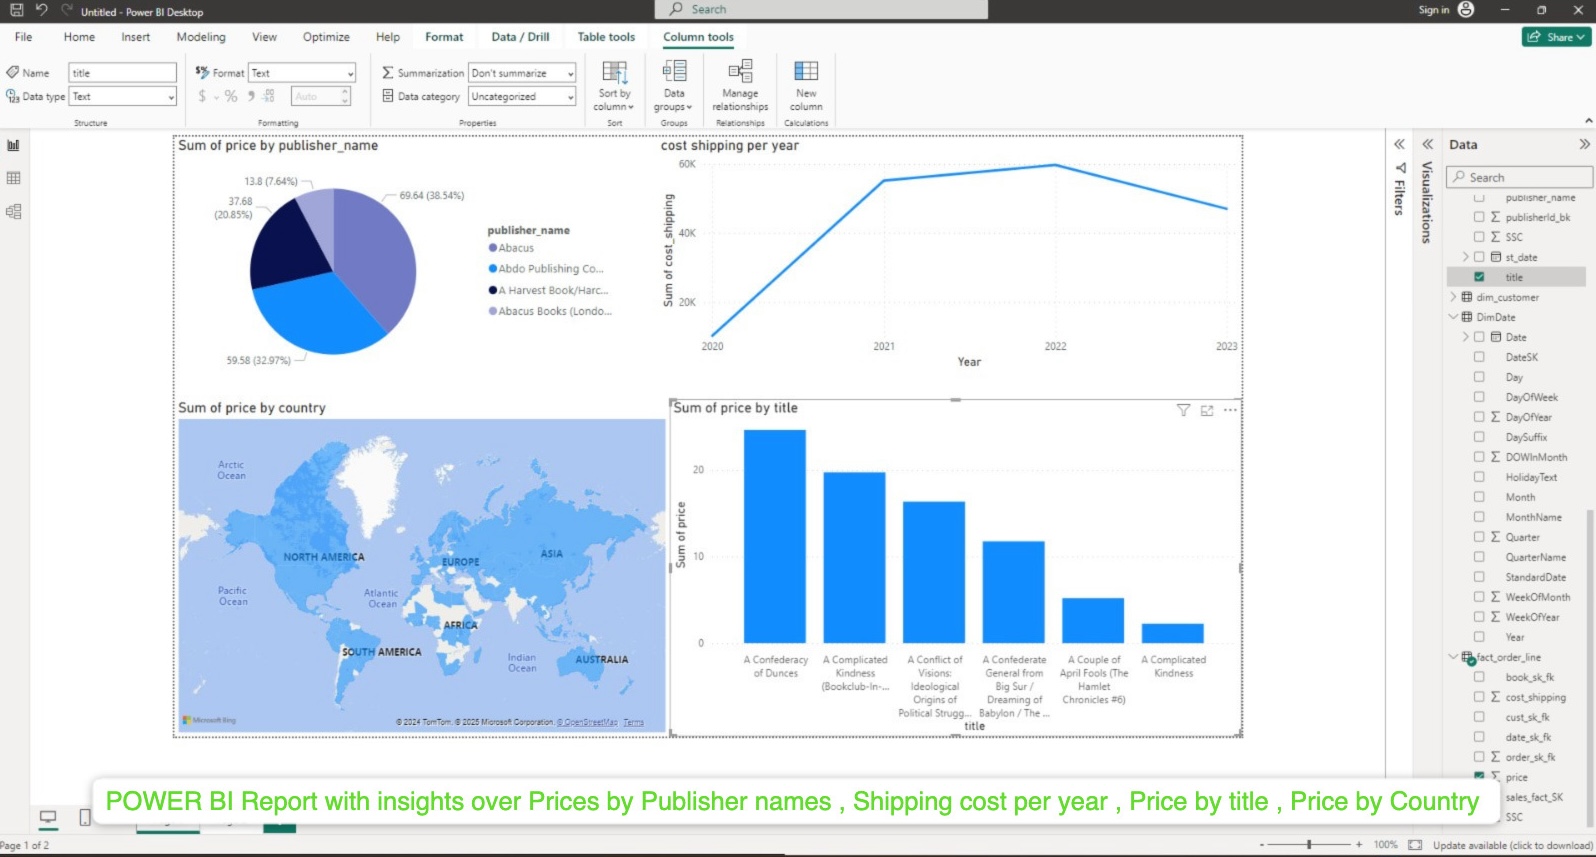 Untitled - Power BI Desktop
Search
Sign in
File Home Insert Modeling View Optimize Help Format Data / Drill Table tools Column tools
Share
Name title
Data type Text
Structure
Format Text
$ % Auto
Formatting
Summarization Don't summarize
Data category Uncategorized
Properties
Sort by
column
Sort
Data
groups
Groups
Manage
relationships
Relationships
New
column
Calculations
Sum of price by publisher_name
13.8 (7.64%)
69.64 (38.54%)
37.68
(20.85%)
59.58 (32.97%)
publisher_name
Abacus
Abdo Publishing Co...
A Harvest Book/Harc...
Abacus Books (Londo...
cost shipping per year
Sum of cost_shipping
60K
40K
20K
2020 2021 2022 2023
Year
Sum of price by country
Arctic
Ocean
NORTH AMERICA
EUROPE
ASIA
Pacific
Ocean
Atlantic
Ocean
AFRICA
SOUTH AMERICA
Indian
Ocean
AUSTRALIA
Microsoft Bing
© 2024 TomTom, © 2025 Microsoft Corporation, © OpenStreetMap Terms
Sum of price by title
Sum of price
20
10
0
A Confederacy
of Dunces
A Complicated
Kindness
(Bookclub-In-...
A Conflict of
Visions:
Ideological
Origins of
Political Strugg...
A Confederate
General from
Big Sur /
Dreaming of
Babylon / The ...
A Couple of
April Fools (The
Hamlet
Chronicles #6)
A Complicated
Kindness
title
Filters
Visualizations
Data
Search
publisher_name
publisherId_bk
SSC
st_date
title
dim_customer
DimDate
Date
DateSK
Day
DayOfWeek
DayOfYear
DaySuffix
DOWInMonth
HolidayText
Month
MonthName
Quarter
QuarterName
StandardDate
WeekOfMonth
WeekOfYear
Year
fact_order_line
book_sk_fk
cost_shipping
cust_sk_fk
date_sk_fk
order_sk_fk
price
sales_fact_SK
SSC
POWER BI Report with insights over Prices by Publisher names , Shipping cost per year , Price by title , Price by Country
Page 1 of 2
- + 100%
Update available (click to download)